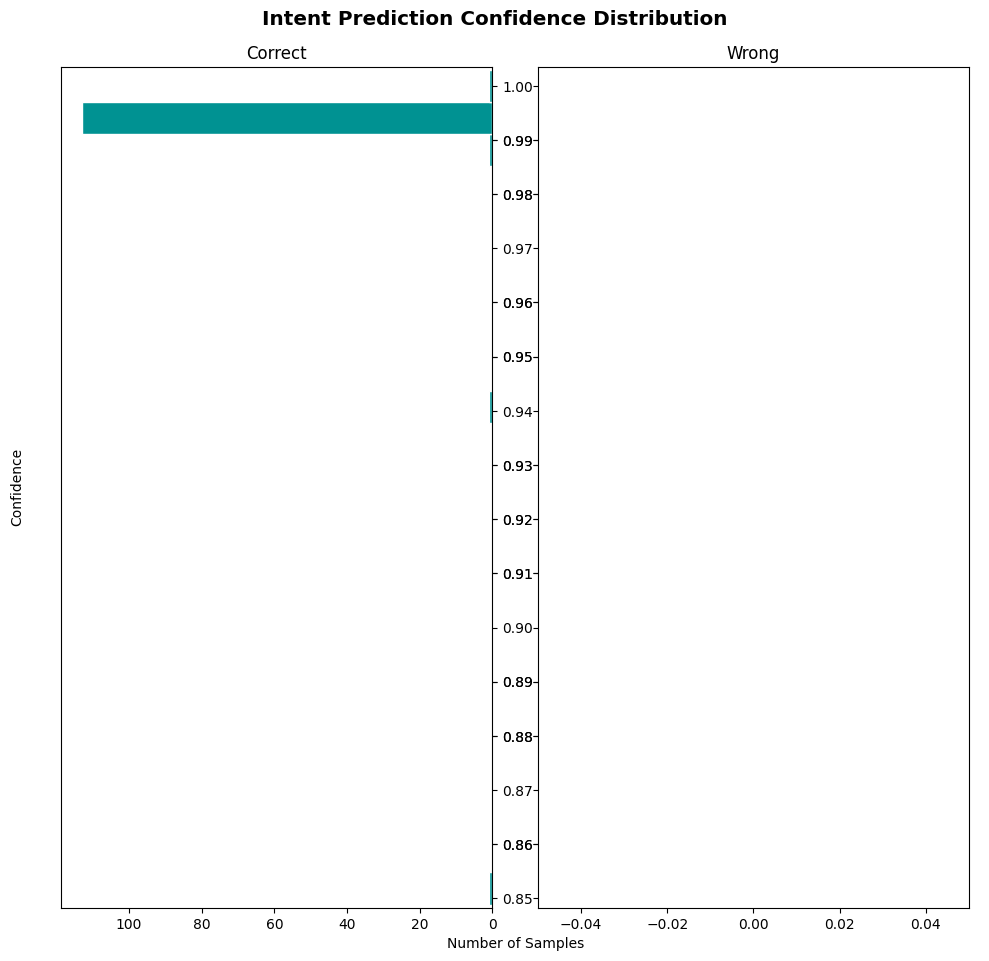 Intent Prediction Confidence Distribution
Correct
Wrong
1.00
0.99
0.98
0.97
0.96
0.95
0.94
0.93
0.92
0.91
0.90
0.89
0.88
0.87
0.86
0.85
Confidence
100 80 60 40 20 0
−0.04 −0.02 0.00 0.02 0.04
Number of Samples